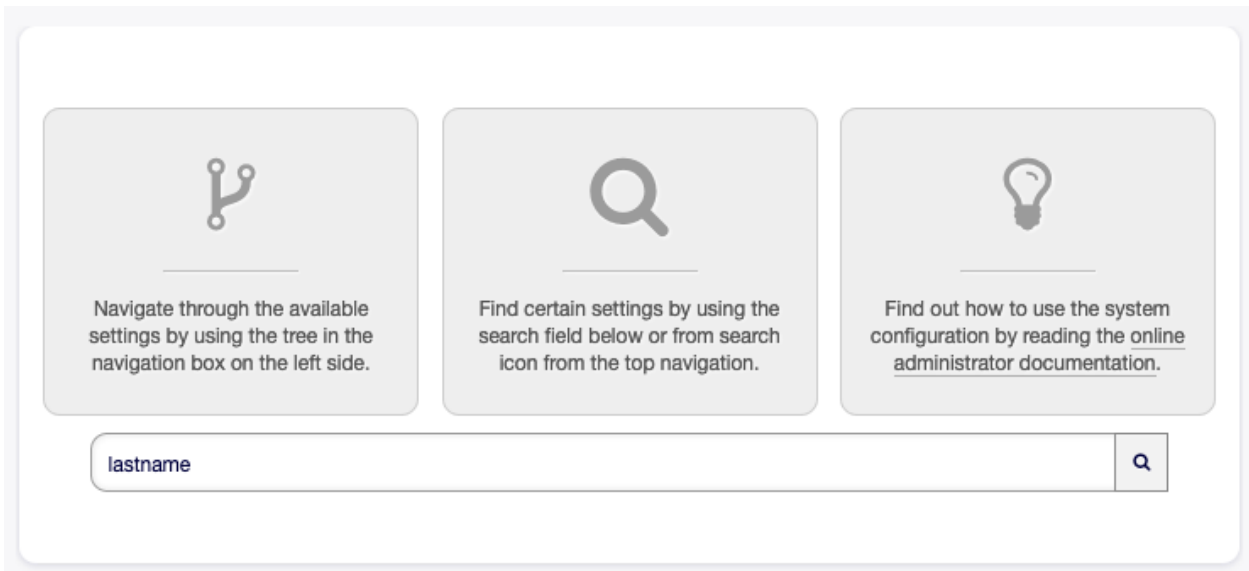 Navigate through the available
settings by using the tree in the
navigation box on the left side.
Find certain settings by using the
search field below or from search
icon from the top navigation.
Find out how to use the system
configuration by reading the online
administrator documentation.
lastname